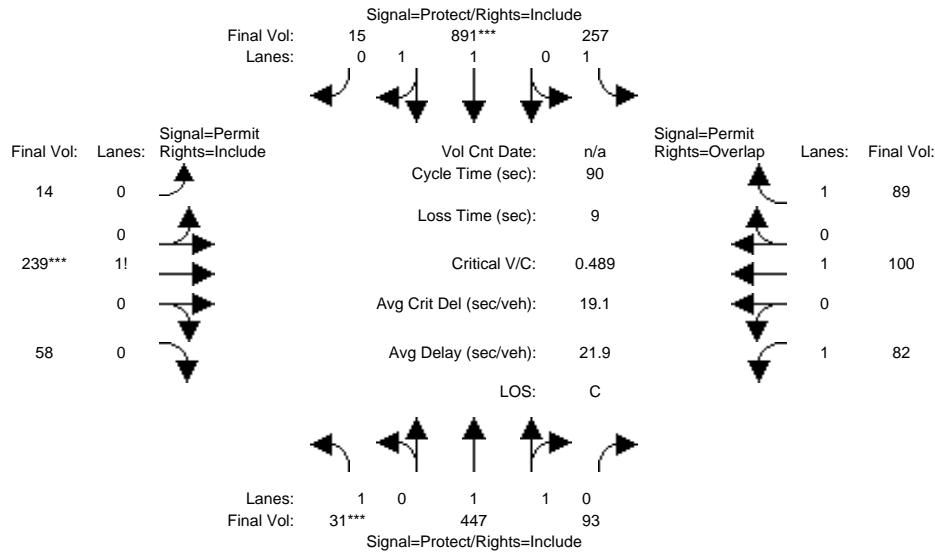 Signal=Protect/Rights=Include
Final Vol: 15 891*** 257
Lanes: 0 1 1 0 1
Signal=Permit Signal=Permit
Final Vol: Lanes: Rights=Include Vol Cnt Date: n/a Rights=Overlap Lanes: Final Vol:
Cycle Time (sec): 90
14 0 1 89
Loss Time (sec): 9
0 0
239*** 1! Critical V/C: 0.489 1 100
0 Avg Crit Del (sec/veh): 19.1 0
58 0 Avg Delay (sec/veh): 21.9 1 82
LOS: C
Lanes: 1 0 1 1 0
Final Vol: 31*** 447 93
Signal=Protect/Rights=Include